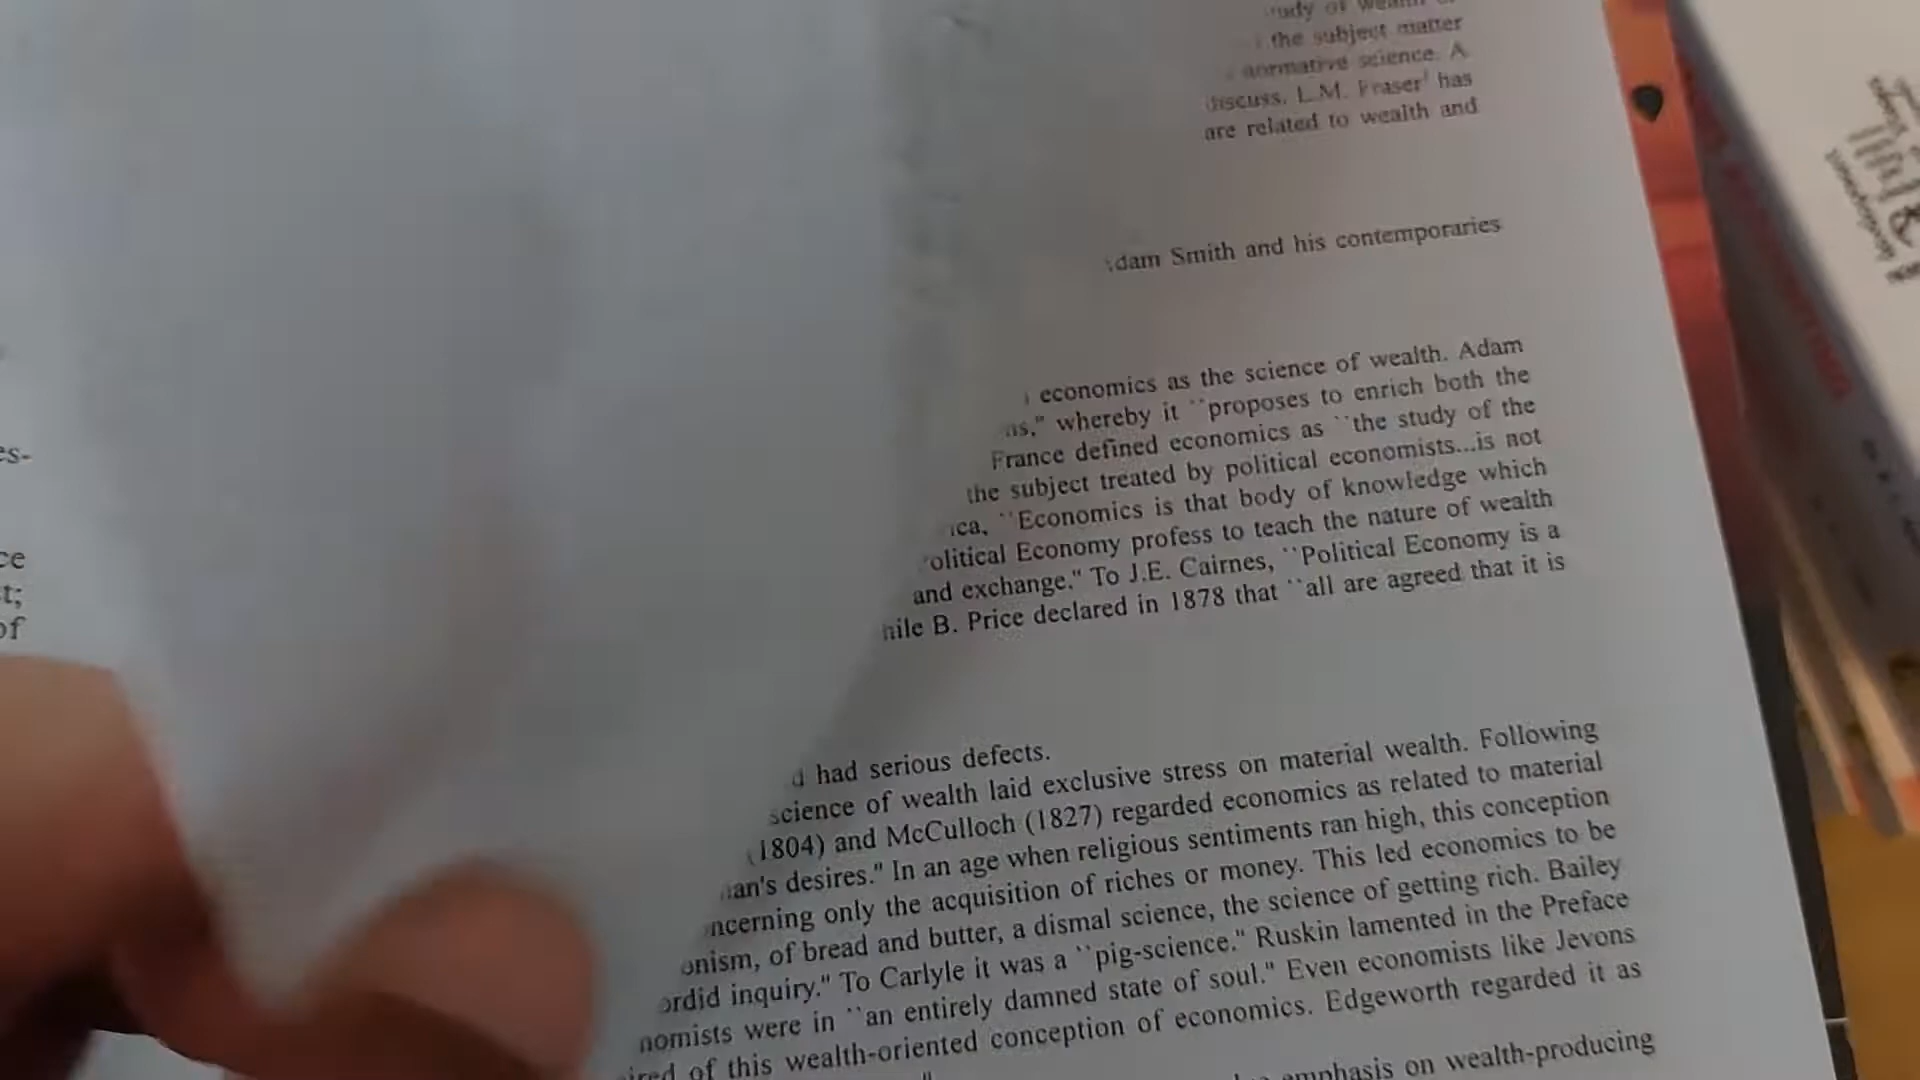 es-
ce
t;
of
the subject matter
normative science. A
discuss. L.M. Fraser¹ has
are related to wealth and
Adam Smith and his contemporaries
economics as the science of wealth. Adam
whereby it ``proposes to enrich both the
France defined economics as ``the study of the
the subject treated by political economists...is not
ica, ``Economics is that body of knowledge which
olitical Economy profess to teach the nature of wealth
and exchange." To J.E. Cairnes, ``Political Economy is a
hile B. Price declared in 1878 that ``all are agreed that it is
had serious defects.
science of wealth laid exclusive stress on material wealth. Following
(1804) and McCulloch (1827) regarded economics as related to material
an's desires." In an age when religious sentiments ran high, this conception
ncerning only the acquisition of riches or money. This led economics to be
onism, of bread and butter, a dismal science, the science of getting rich. Bailey
ordid inquiry." To Carlyle it was a ``pig-science." Ruskin lamented in the Preface
nomists were in ``an entirely damned state of soul." Even economists like Jevons
ired of this wealth-oriented conception of economics. Edgeworth regarded it as
emphasis on wealth-producing